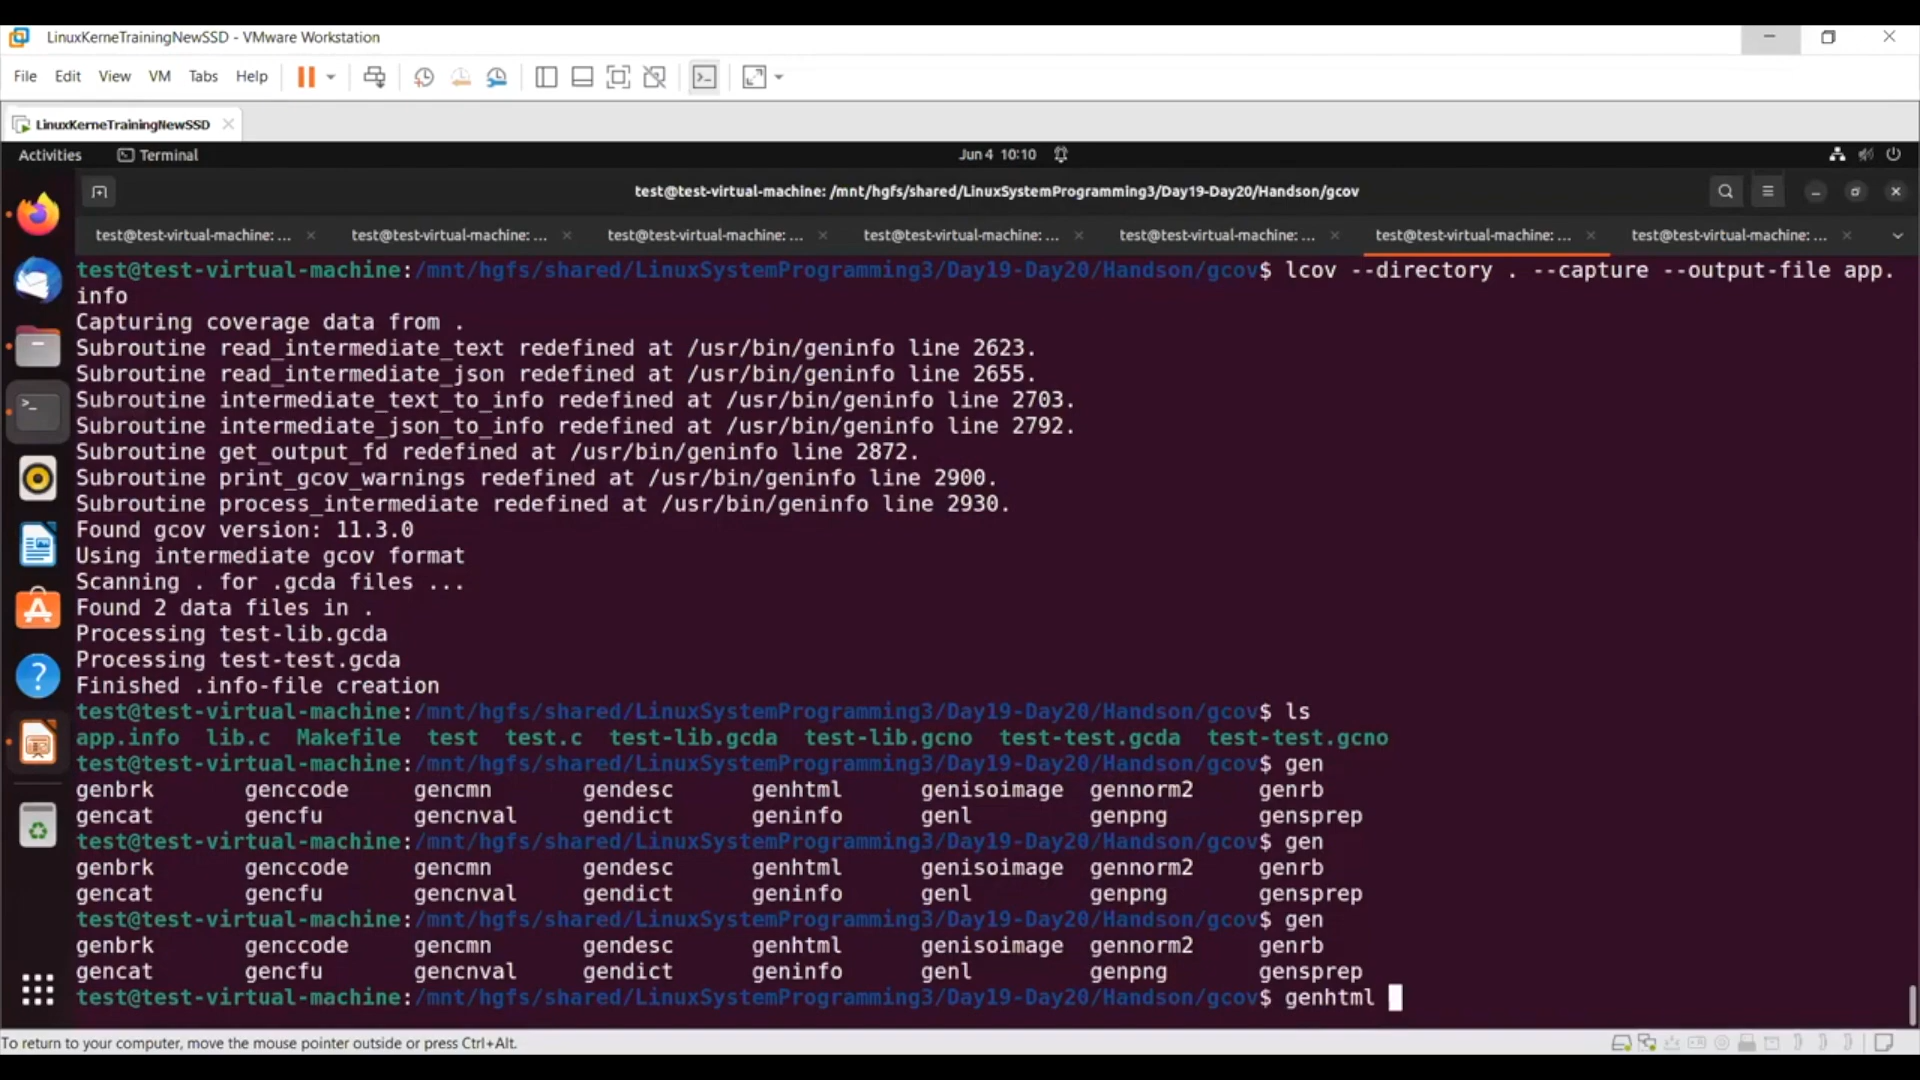 LinuxKerneTrainingNewSSD - VMware Workstation
File Edit View VM Tabs Help
LinuxKerneTrainingNewSSD
Activities Terminal Jun 4 10:10
test@test-virtual-machine: /mnt/hgfs/shared/LinuxSystemProgramming3/Day19-Day20/Handson/gcov
test@test-virtual-machine: ... test@test-virtual-machine: ... test@test-virtual-machine: ... test@test-virtual-machine: ... test@test-virtual-machine: ... test@test-virtual-machine: ... test@test-virtual-machine: ...
test@test-virtual-machine:/mnt/hgfs/shared/LinuxSystemProgramming3/Day19-Day20/Handson/gcov$ lcov --directory . --capture --output-file app.
info
Capturing coverage data from .
Subroutine read_intermediate_text redefined at /usr/bin/geninfo line 2623.
Subroutine read_intermediate_json redefined at /usr/bin/geninfo line 2655.
Subroutine intermediate_text_to_info redefined at /usr/bin/geninfo line 2703.
Subroutine intermediate_json_to_info redefined at /usr/bin/geninfo line 2792.
Subroutine get_output_fd redefined at /usr/bin/geninfo line 2872.
Subroutine print_gcov_warnings redefined at /usr/bin/geninfo line 2900.
Subroutine process_intermediate redefined at /usr/bin/geninfo line 2930.
Found gcov version: 11.3.0
Using intermediate gcov format
Scanning . for .gcda files ...
Found 2 data files in .
Processing test-lib.gcda
Processing test-test.gcda
Finished .info-file creation
test@test-virtual-machine:/mnt/hgfs/shared/LinuxSystemProgramming3/Day19-Day20/Handson/gcov$ ls
app.info lib.c Makefile test test.c test-lib.gcda test-lib.gcno test-test.gcda test-test.gcno
test@test-virtual-machine:/mnt/hgfs/shared/LinuxSystemProgramming3/Day19-Day20/Handson/gcov$ gen
genbrk genccode gencmn gendesc genhtml genisoimage gennorm2 genrb
gencat gencfu gencnval gendict geninfo genl genpng gensprep
test@test-virtual-machine:/mnt/hgfs/shared/LinuxSystemProgramming3/Day19-Day20/Handson/gcov$ gen
genbrk genccode gencmn gendesc genhtml genisoimage gennorm2 genrb
gencat gencfu gencnval gendict geninfo genl genpng gensprep
test@test-virtual-machine:/mnt/hgfs/shared/LinuxSystemProgramming3/Day19-Day20/Handson/gcov$ gen
genbrk genccode gencmn gendesc genhtml genisoimage gennorm2 genrb
gencat gencfu gencnval gendict geninfo genl genpng gensprep
test@test-virtual-machine:/mnt/hgfs/shared/LinuxSystemProgramming3/Day19-Day20/Handson/gcov$ genhtml
To return to your computer, move the mouse pointer outside or press Ctrl+Alt.